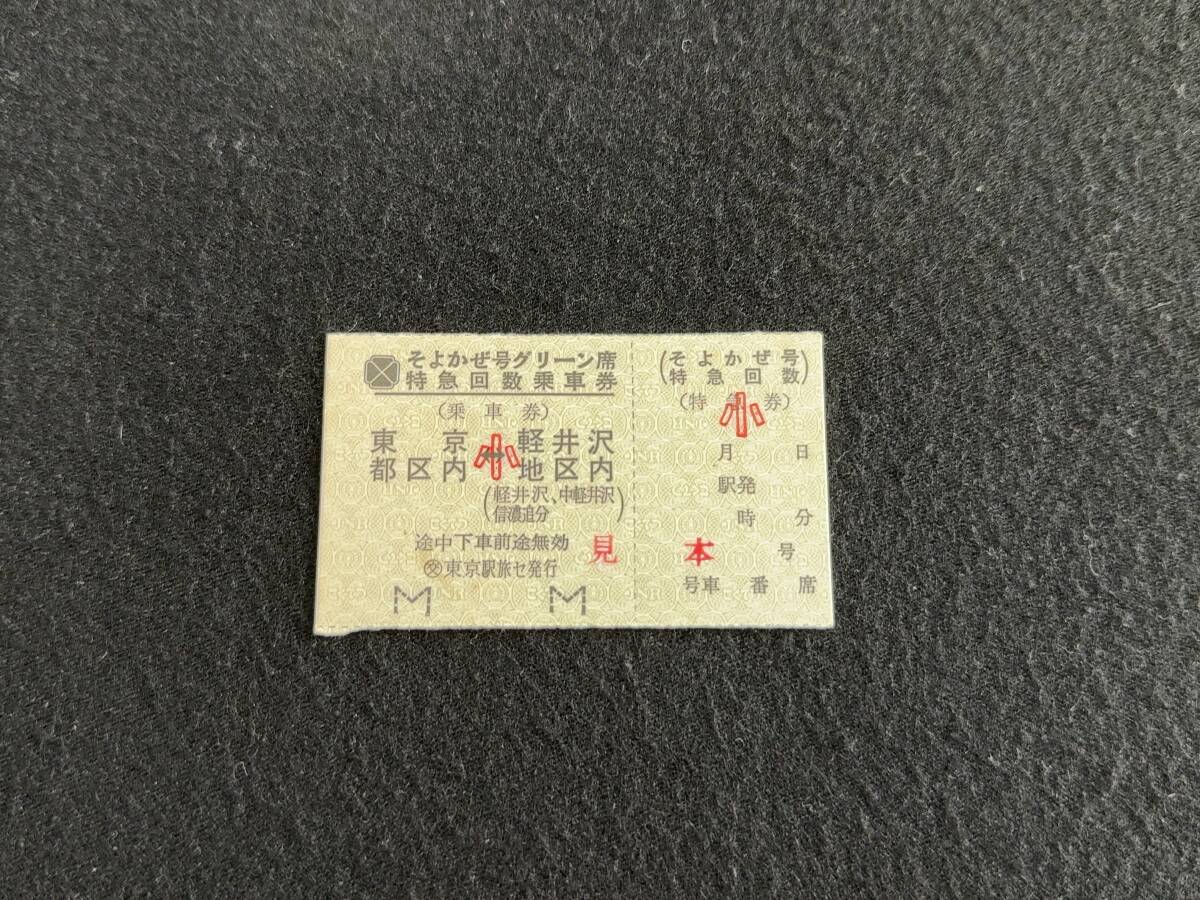 そよかぜ号グリーン席
特急回数乗車券
(乗車券)
東京都区内 小 軽井沢地区内
(軽井沢、中軽井沢
信濃追分)
途中下車前途無効
見
㊋東京駅旅セ発行
(そよかぜ号
特急回数)
(特急券)
小
月 日
駅発
時 分
本 号
号車 番 席